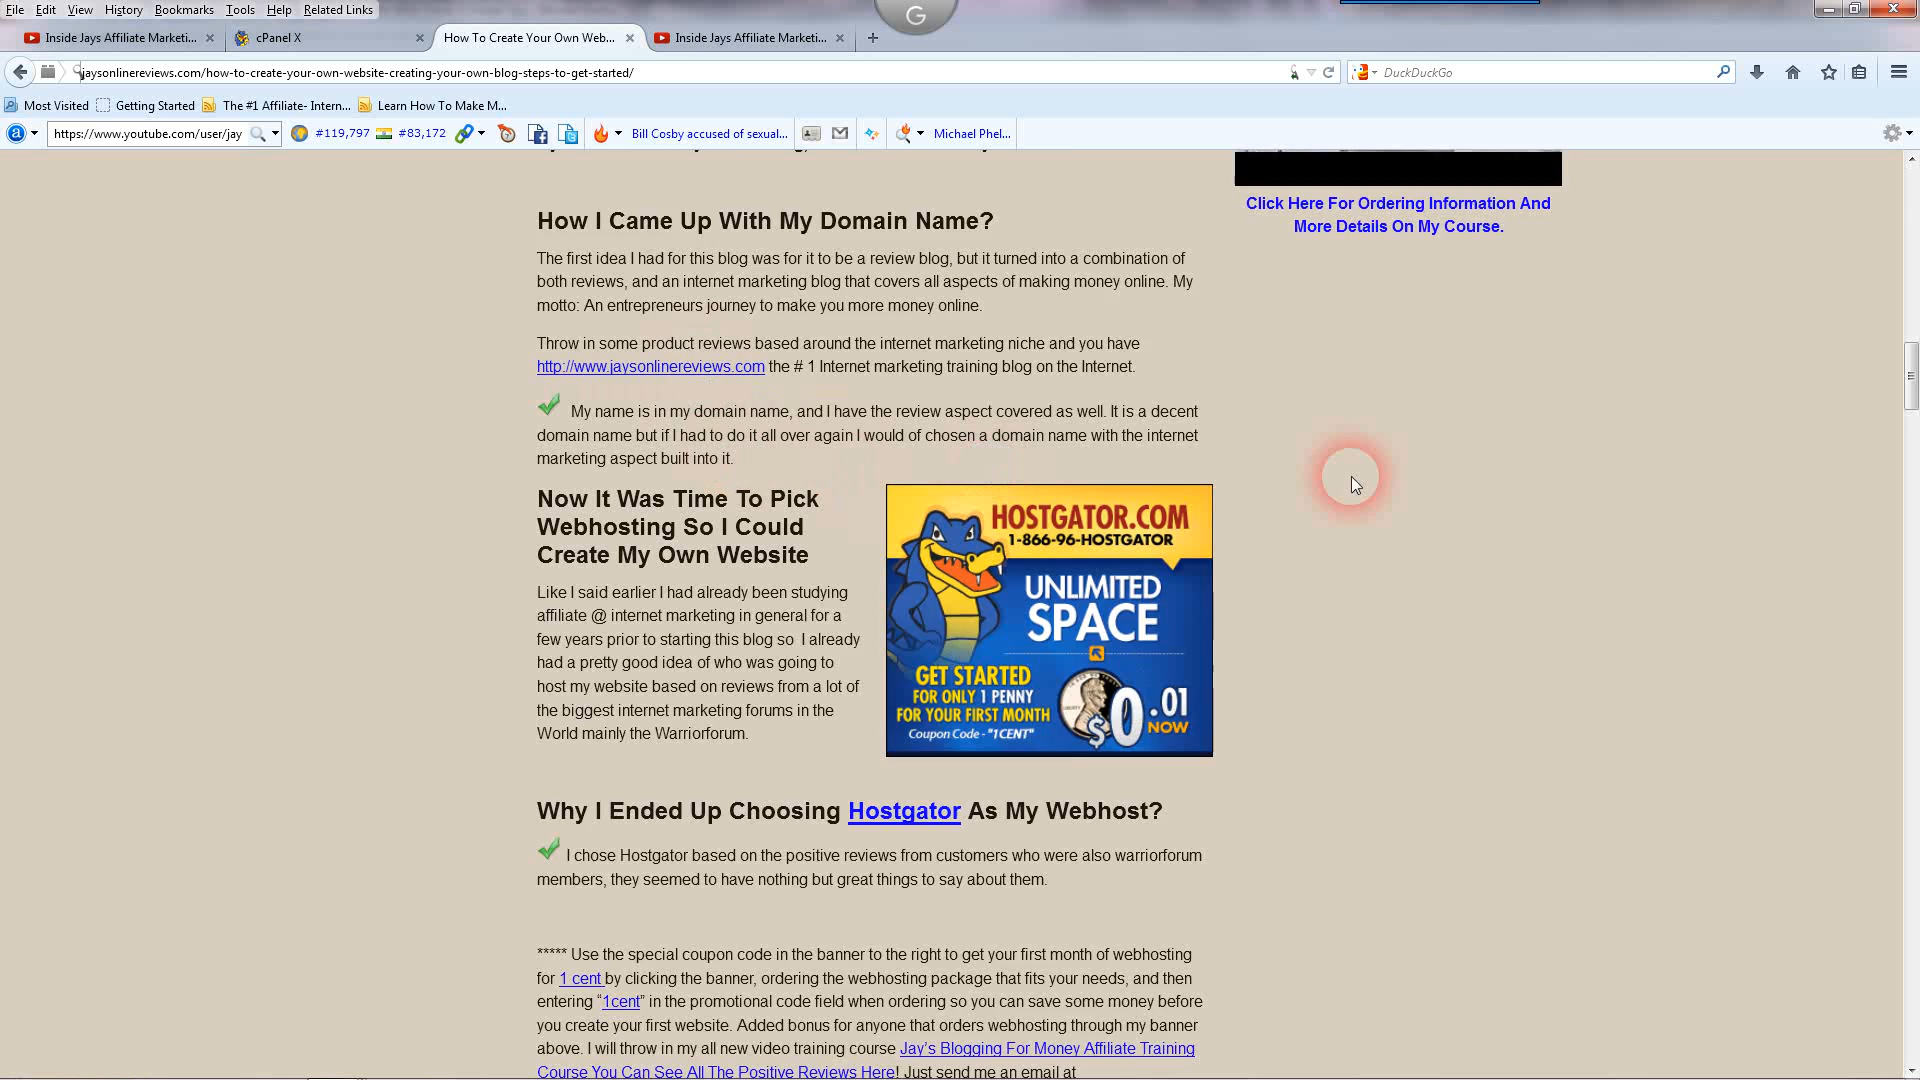 File Edit View History Bookmarks Tools Help Related Links
G
Inside Jays Affiliate Marketi... cPanel X How To Create Your Own Web... Inside Jays Affiliate Marketi...
jaysonlinereviews.com/how-to-create-your-own-website-creating-your-own-blog-steps-to-get-started/ DuckDuckGo
Most Visited Getting Started The #1 Affiliate- Intern... Learn How To Make M...
a https://www.youtube.com/user/jay #119,797 #83,172 Bill Cosby accused of sexual... Michael Phel...
Click Here For Ordering Information And
More Details On My Course.
How I Came Up With My Domain Name?
The first idea I had for this blog was for it to be a review blog, but it turned into a combination of
both reviews, and an internet marketing blog that covers all aspects of making money online. My
motto: An entrepreneurs journey to make you more money online.
Throw in some product reviews based around the internet marketing niche and you have
http://www.jaysonlinereviews.com the # 1 Internet marketing training blog on the Internet.
My name is in my domain name, and I have the review aspect covered as well. It is a decent
domain name but if I had to do it all over again I would of chosen a domain name with the internet
marketing aspect built into it.
Now It Was Time To Pick
Webhosting So I Could
Create My Own Website
Like I said earlier I had already been studying
affiliate @ internet marketing in general for a
few years prior to starting this blog so I already
had a pretty good idea of who was going to
host my website based on reviews from a lot of
the biggest internet marketing forums in the
World mainly the Warriorforum.
HOSTGATOR.COM
1-866-96-HOSTGATOR
UNLIMITED
SPACE
GET STARTED
FOR ONLY 1 PENNY
FOR YOUR FIRST MONTH
Coupon Code - "1CENT"
$0.01
NOW
Why I Ended Up Choosing Hostgator As My Webhost?
I chose Hostgator based on the positive reviews from customers who were also warriorforum
members, they seemed to have nothing but great things to say about them.
***** Use the special coupon code in the banner to the right to get your first month of webhosting
for 1 cent by clicking the banner, ordering the webhosting package that fits your needs, and then
entering “1cent” in the promotional code field when ordering so you can save some money before
you create your first website. Added bonus for anyone that orders webhosting through my banner
above. I will throw in my all new video training course Jay’s Blogging For Money Affiliate Training
Course You Can See All The Positive Reviews Here! Just send me an email at